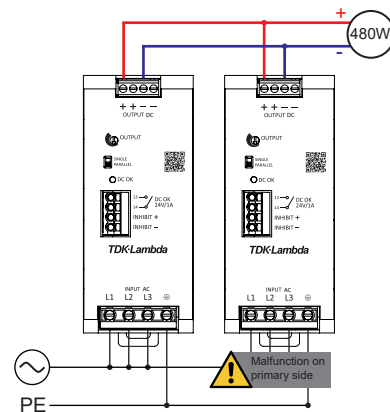 +
480W
-
+ + - -
OUTPUT DC
OUTPUT
SINGLE
PARALLEL
DC OK
13
14
DC OK
24V/1A
INHIBIT +
INHIBIT -
TDK-Lambda
INPUT AC
L1 L2 L3
+ + - -
OUTPUT DC
OUTPUT
SINGLE
PARALLEL
DC OK
13
14
DC OK
24V/1A
INHIBIT +
INHIBIT -
TDK-Lambda
INPUT AC
L1 L2 L3
Malfunction on
primary side
PE